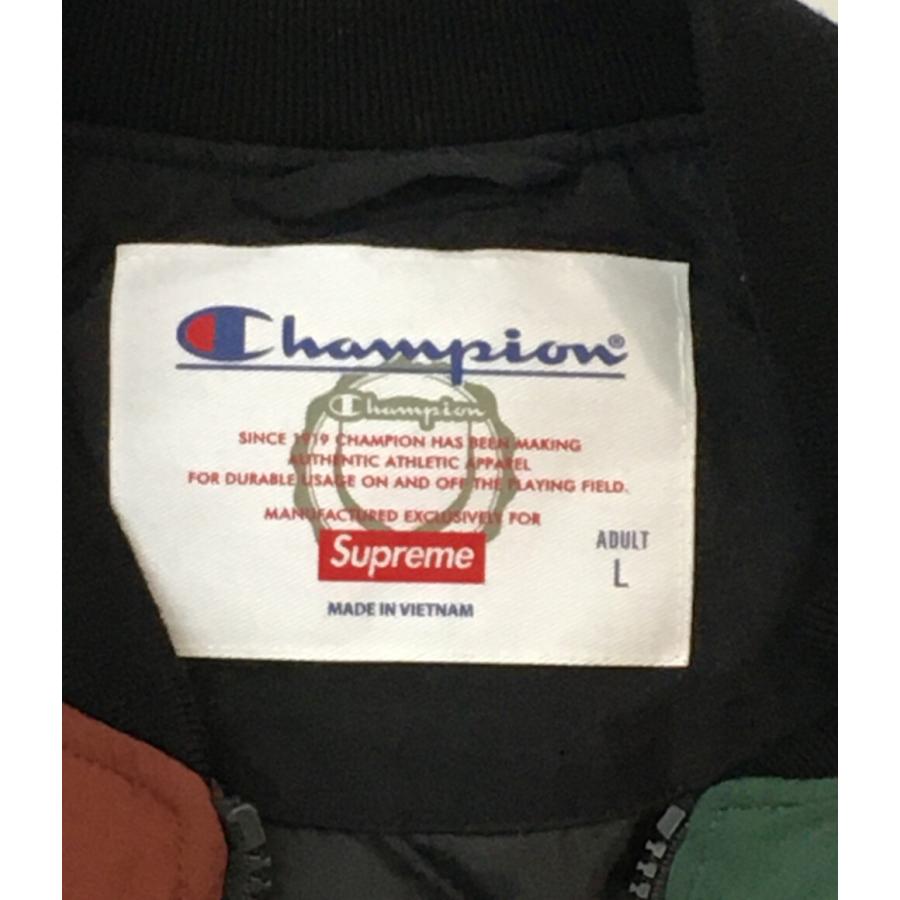 Champion®
Champion
SINCE 1919 CHAMPION HAS BEEN MAKING
AUTHENTIC ATHLETIC APPAREL
FOR DURABLE USAGE ON AND OFF THE PLAYING FIELD.
MANUFACTURED EXCLUSIVELY FOR
Supreme
ADULT
L
MADE IN VIETNAM